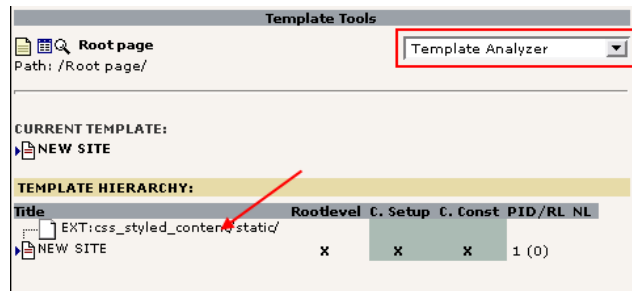 Template Tools
Root page
Template Analyzer
Path: /Root page/
CURRENT TEMPLATE:
NEW SITE
TEMPLATE HIERARCHY:
Title Rootlevel C. Setup C. Const PID/RL NL
EXT:css_styled_content/static/
NEW SITE x x x 1 (0)